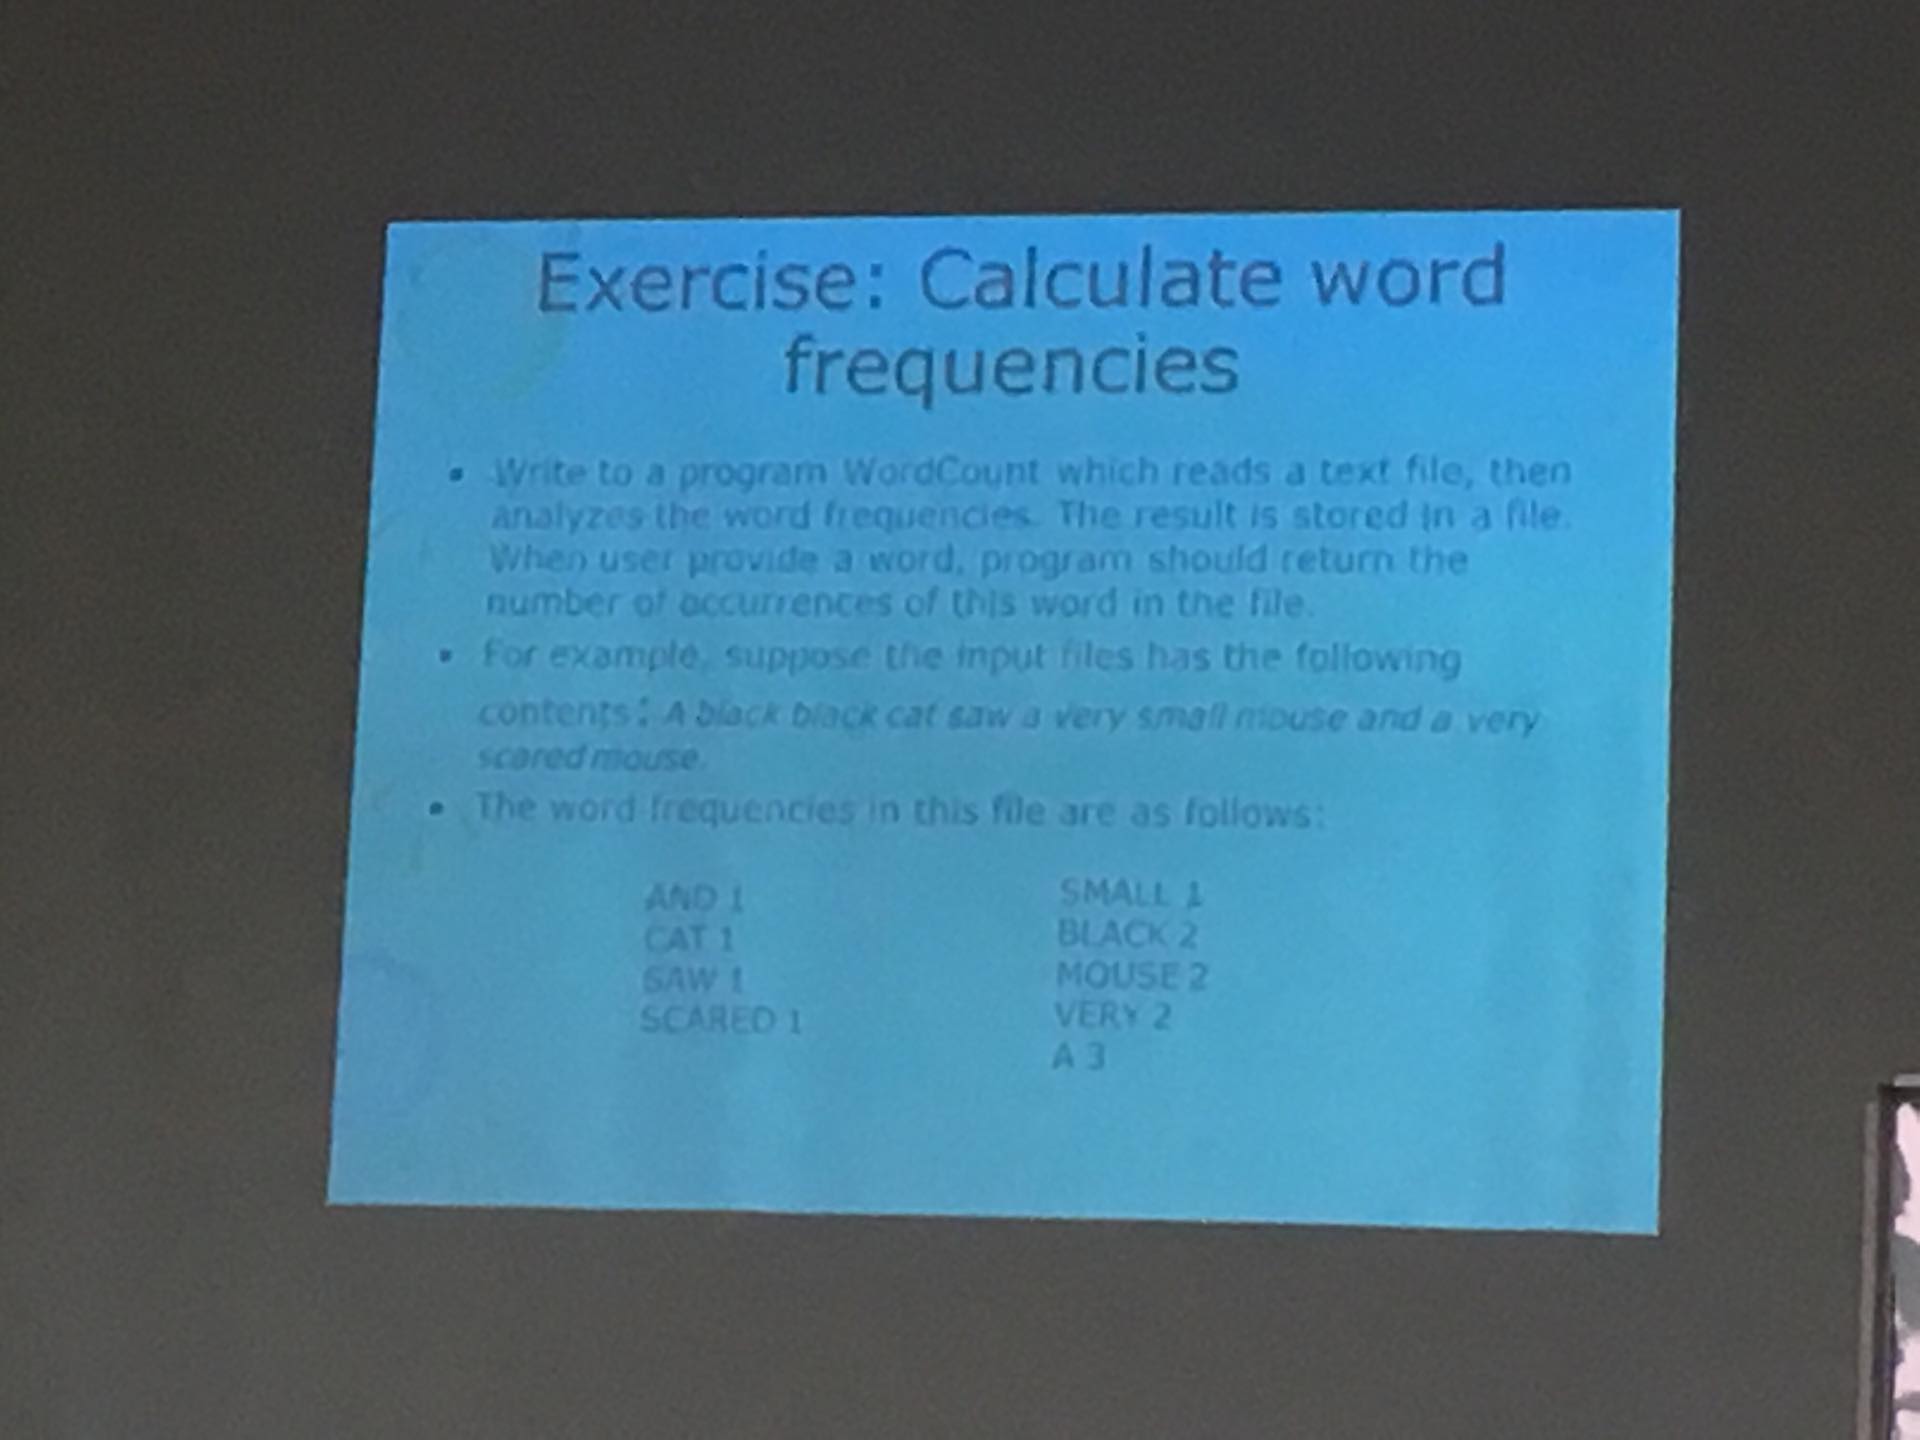 Exercise: Calculate word
frequencies
• Write to a program WordCount which reads a text file, then
analyzes the word frequencies. The result is stored in a file.
When user provide a word, program should return the
number of occurrences of this word in the file.
• For example, suppose the input files has the following
contents: A black black cat saw a very small mouse and a very
scared mouse.
• The word frequencies in this file are as follows:
AND 1
CAT 1
SAW 1
SCARED 1
SMALL 1
BLACK 2
MOUSE 2
VERY 2
A 3